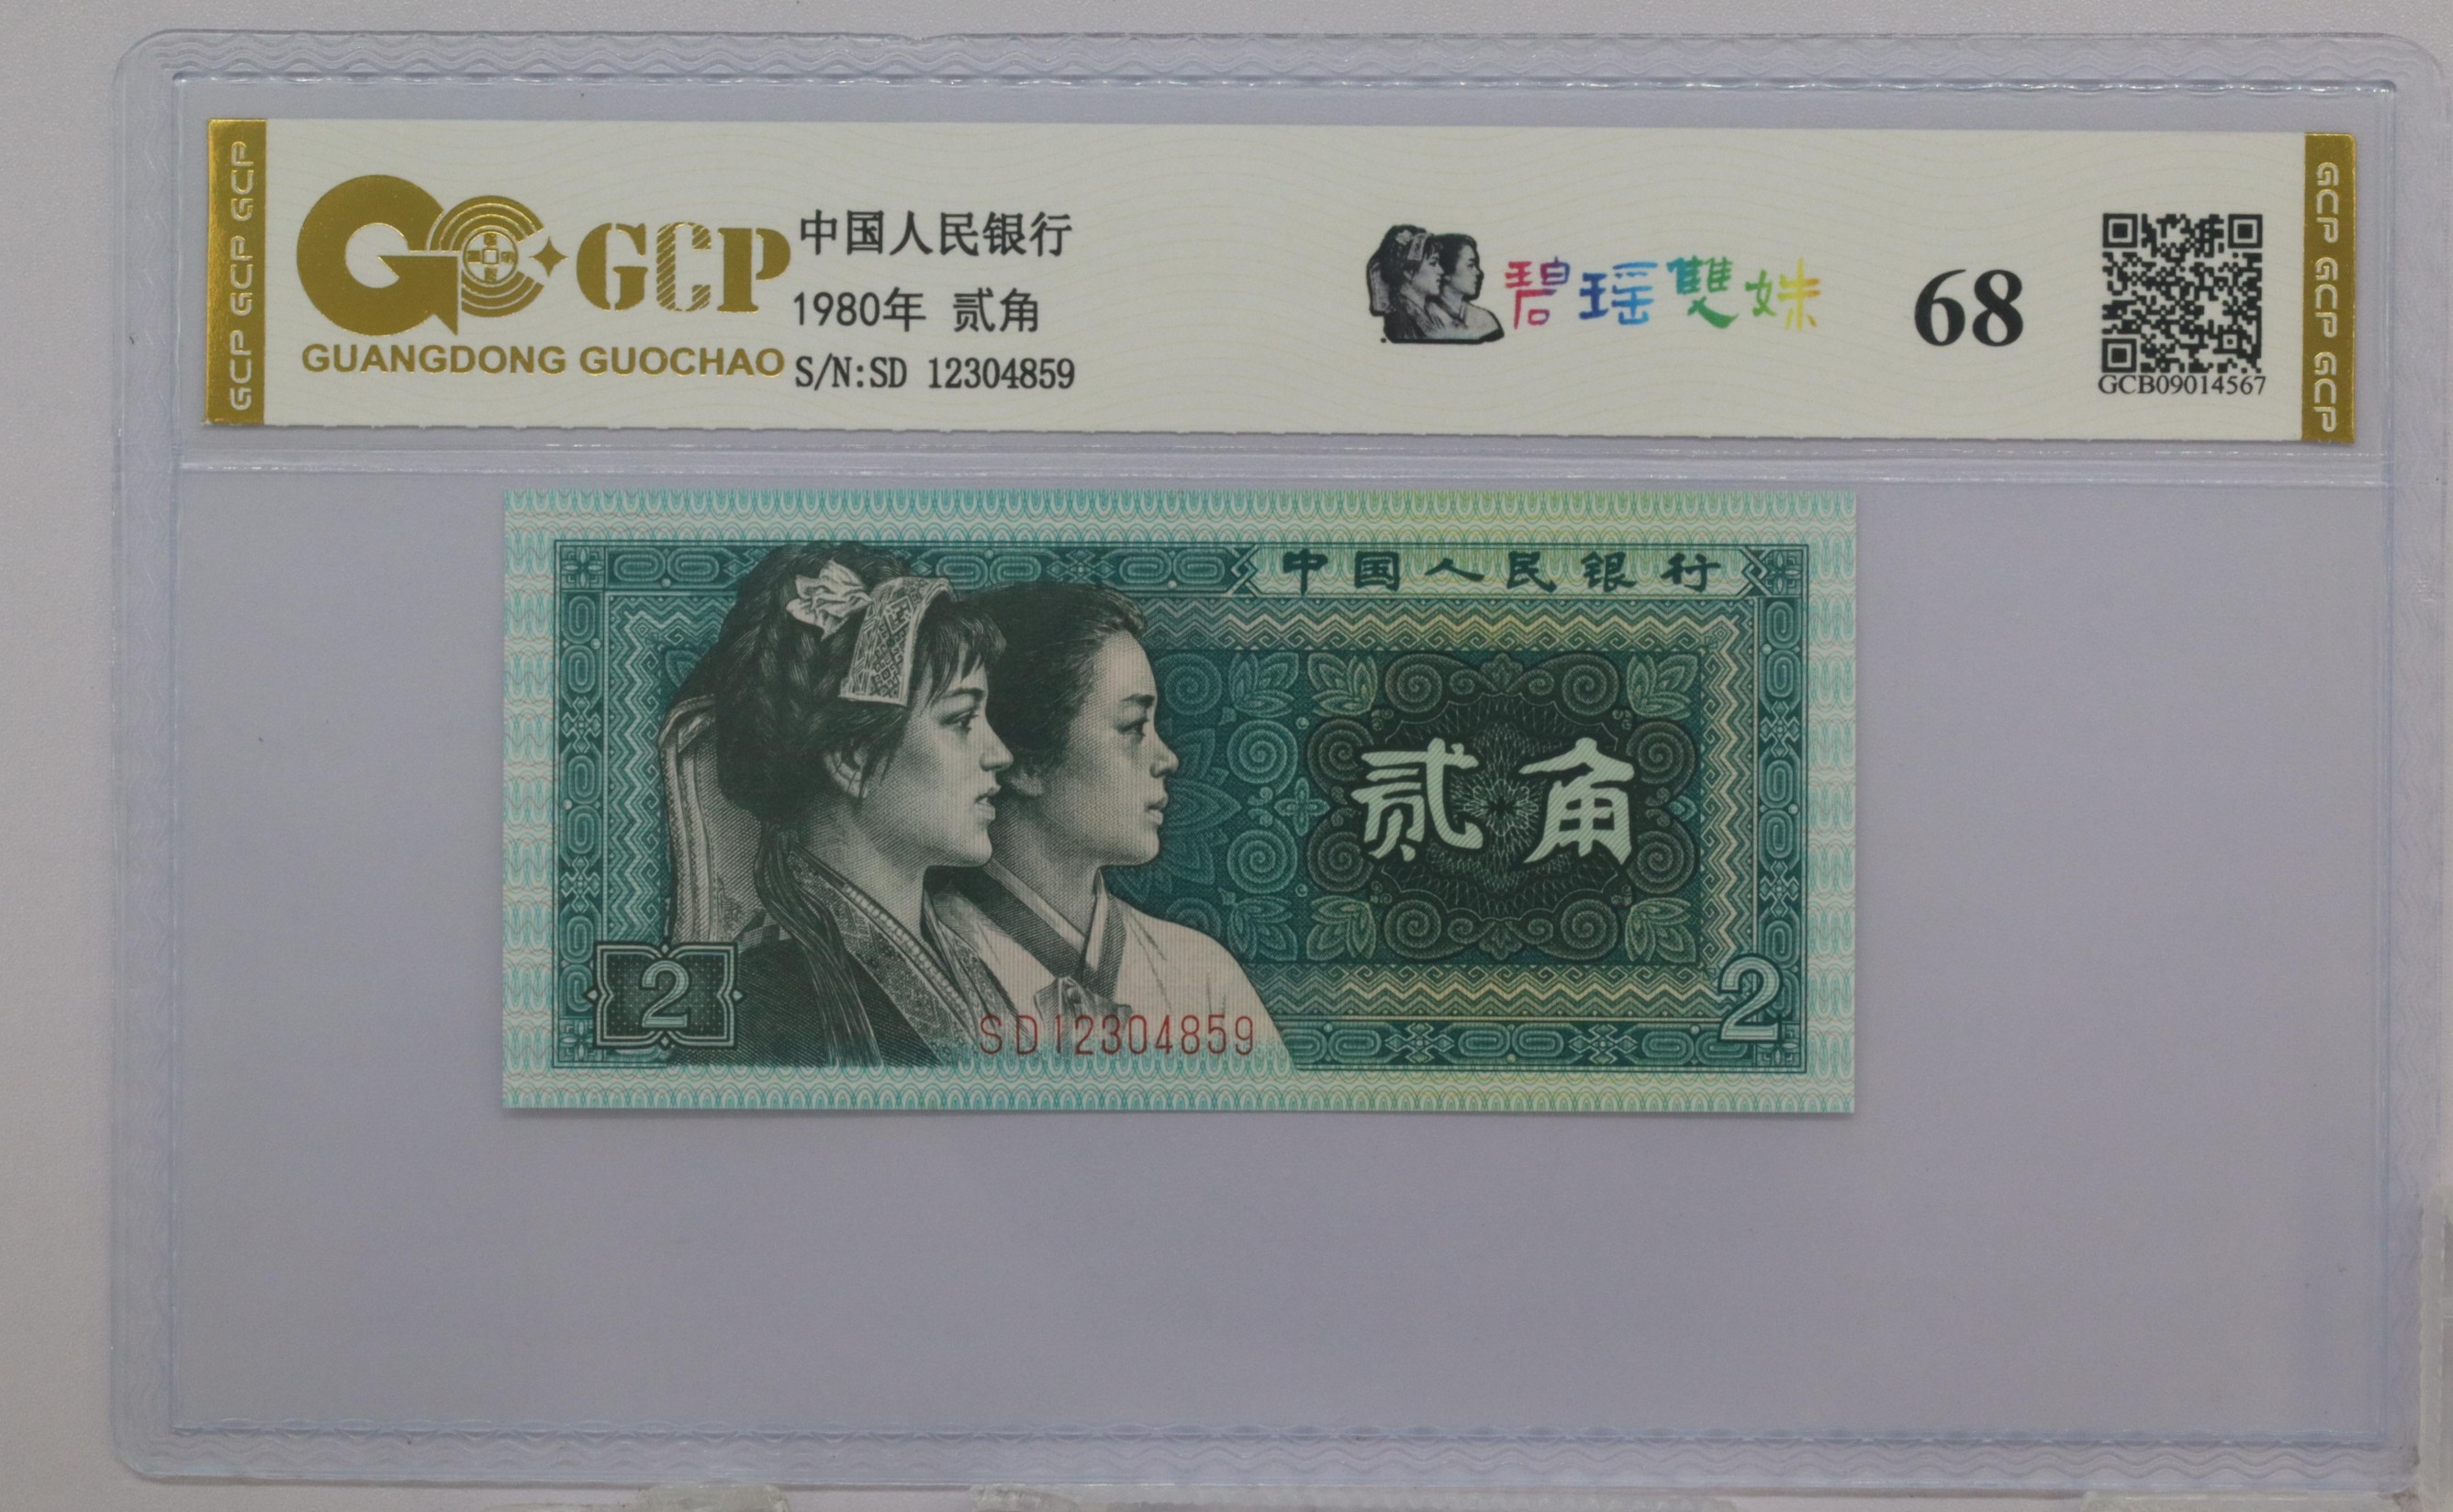 GCP GCP GCP
GCP
GUANGDONG GUOCHAO
中国人民银行
1980年 贰角
S/N:SD 12304859
碧瑶雙姝
68
GCB09014567
GCP GCP GCP
中国人民银行
贰角
2
2
SD12304859